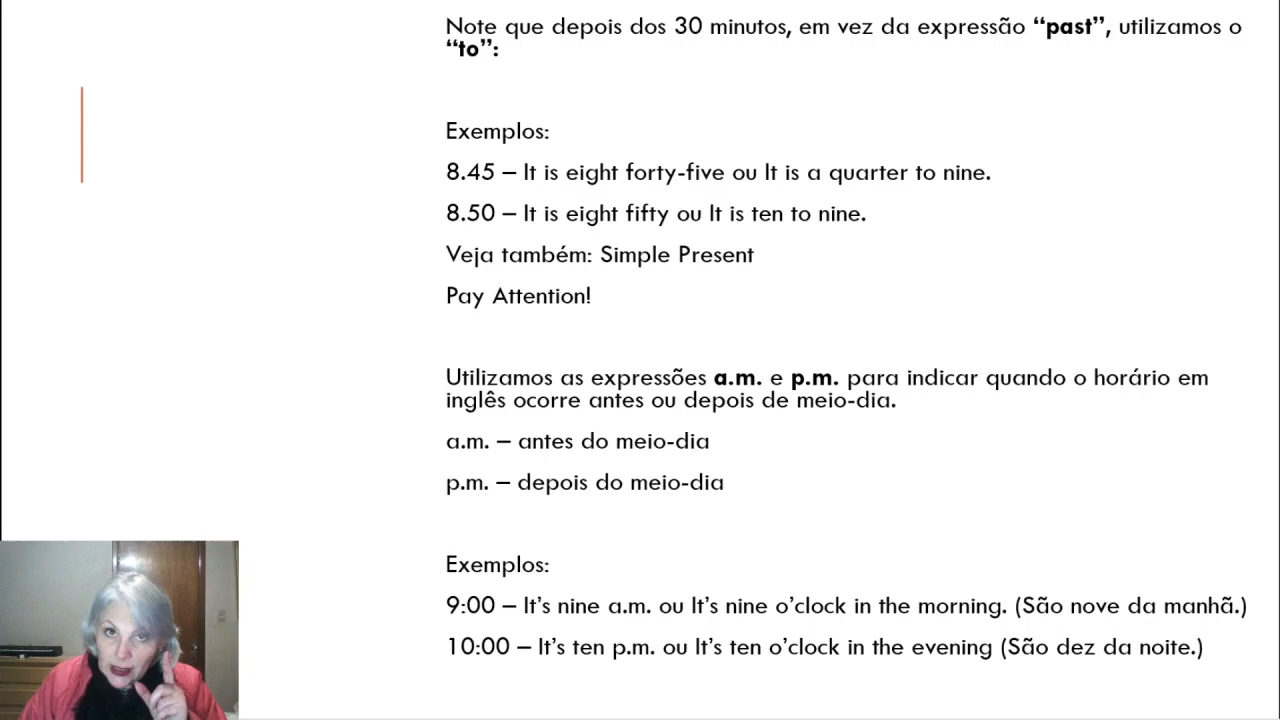 Note que depois dos 30 minutos, em vez da expressão “past”, utilizamos o
“to”:
Exemplos:
8.45 – It is eight forty-five ou It is a quarter to nine.
8.50 – It is eight fifty ou It is ten to nine.
Veja também: Simple Present
Pay Attention!
Utilizamos as expressões a.m. e p.m. para indicar quando o horário em
inglês ocorre antes ou depois de meio-dia.
a.m. – antes do meio-dia
p.m. – depois do meio-dia
Exemplos:
9:00 – It’s nine a.m. ou It’s nine o’clock in the morning. (São nove da manhã.)
10:00 – It’s ten p.m. ou It’s ten o’clock in the evening (São dez da noite.)